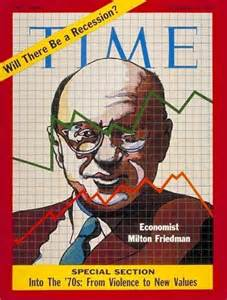 Will There Be a Recession?
TIME
Economist
Milton Friedman
SPECIAL SECTION
Into The '70s: From Violence to New Values